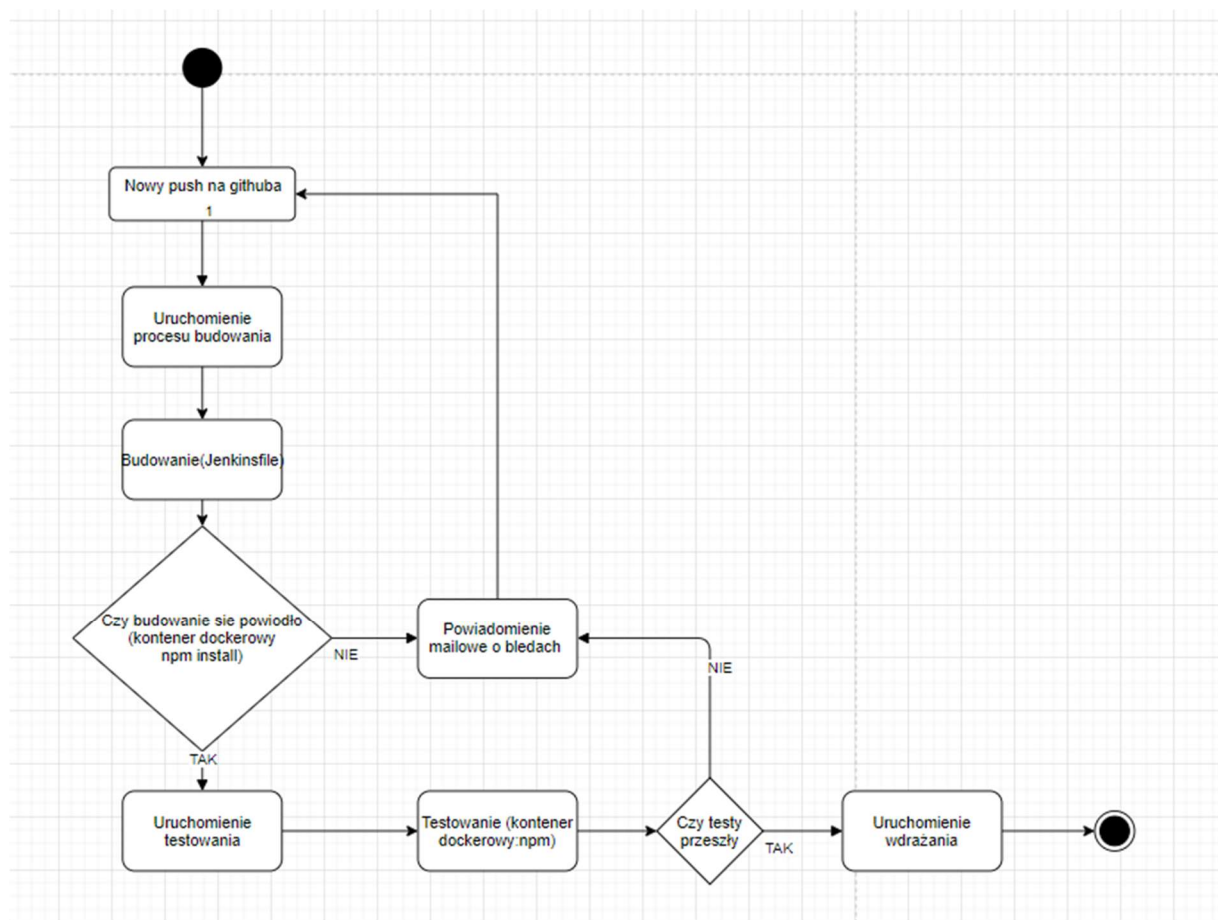 Nowy push na githuba
1
Uruchomienie
procesu budowania
Budowanie(Jenkinsfile)
Czy budowanie sie powiodło
(kontener dockerowy
npm install)
NIE
Powiadomienie
mailowe o bledach
NIE
TAK
Uruchomienie
testowania
Testowanie (kontener
dockerowy:npm)
Czy testy
przeszły
TAK
Uruchomienie
wdrażania